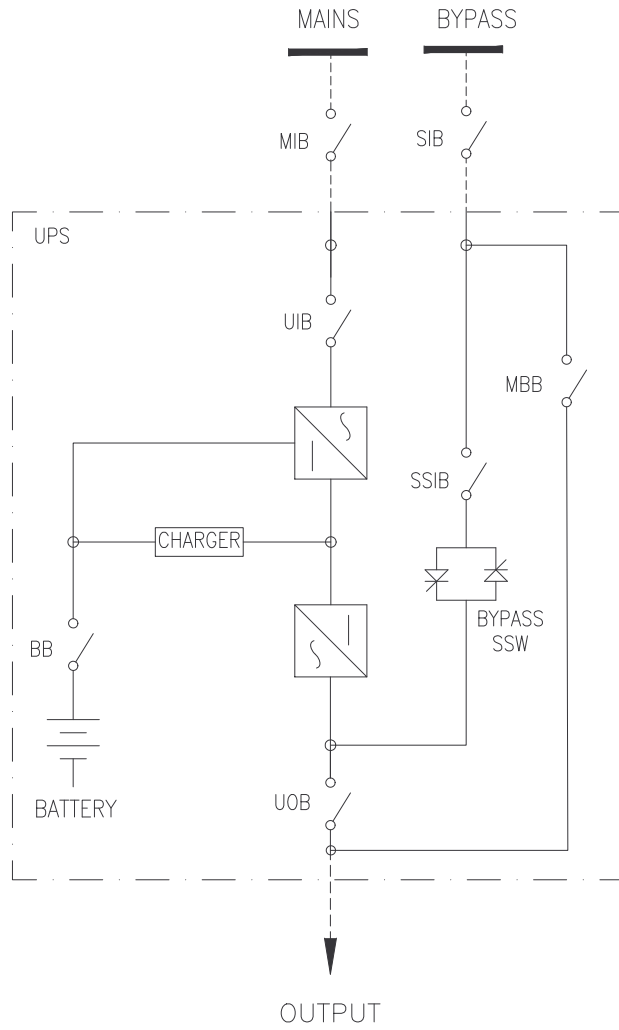 MAINS
BYPASS
MIB
SIB
UPS
UIB
MBB
SSIB
CHARGER
BYPASS
SSW
BB
BATTERY
UOB
OUTPUT